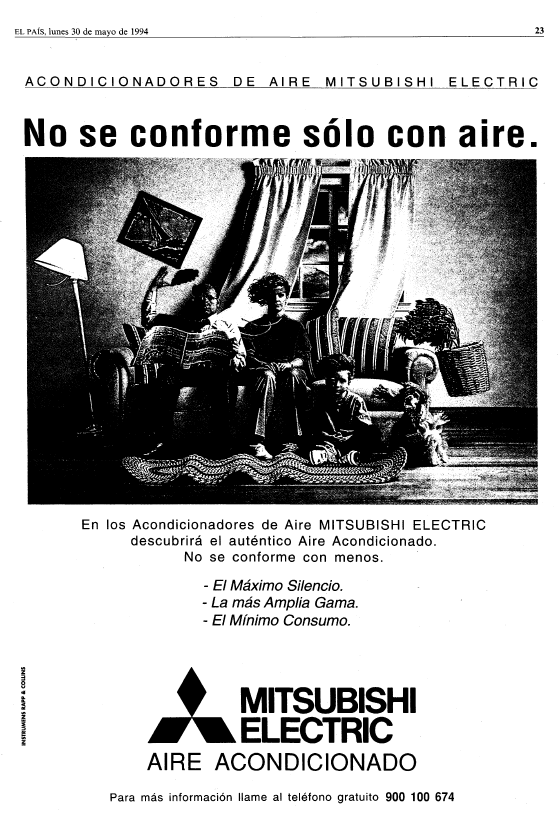 EL PAÍS, lunes 30 de mayo de 1994
23
ACONDICIONADORES DE AIRE MITSUBISHI ELECTRIC
No se conforme sólo con aire.
En los Acondicionadores de Aire MITSUBISHI ELECTRIC
descubrirá el auténtico Aire Acondicionado.
No se conforme con menos.
- El Máximo Silencio.
- La más Amplia Gama.
- El Mínimo Consumo.
INSTRUMENS RAPP & COLLINS
MITSUBISHI
ELECTRIC
AIRE ACONDICIONADO
Para más información llame al teléfono gratuito 900 100 674